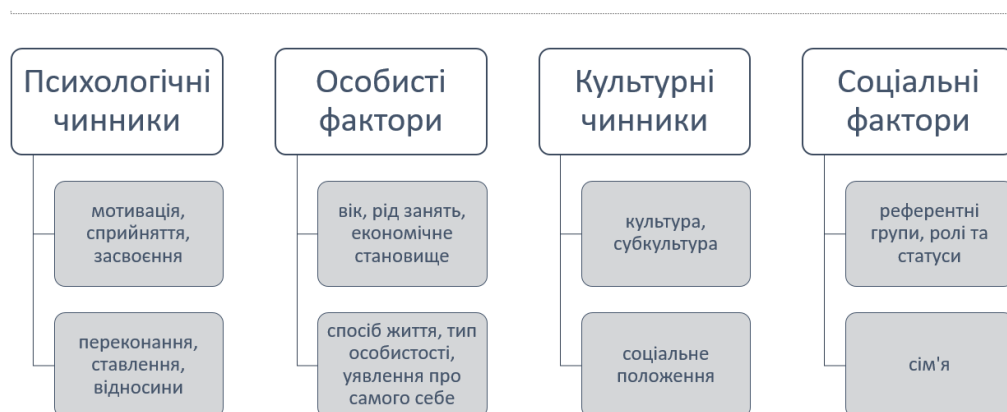 Психологічні
чинники
мотивація,
сприйняття,
засвоєння
переконання,
ставлення,
відносини
Особисті
фактори
вік, рід занять,
економічне
становище
спосіб життя, тип
особистості,
уявлення про
самого себе
Культурні
чинники
культура,
субкультура
соціальне
положення
Соціальні
фактори
референтні
групи, ролі та
статуси
сім'я